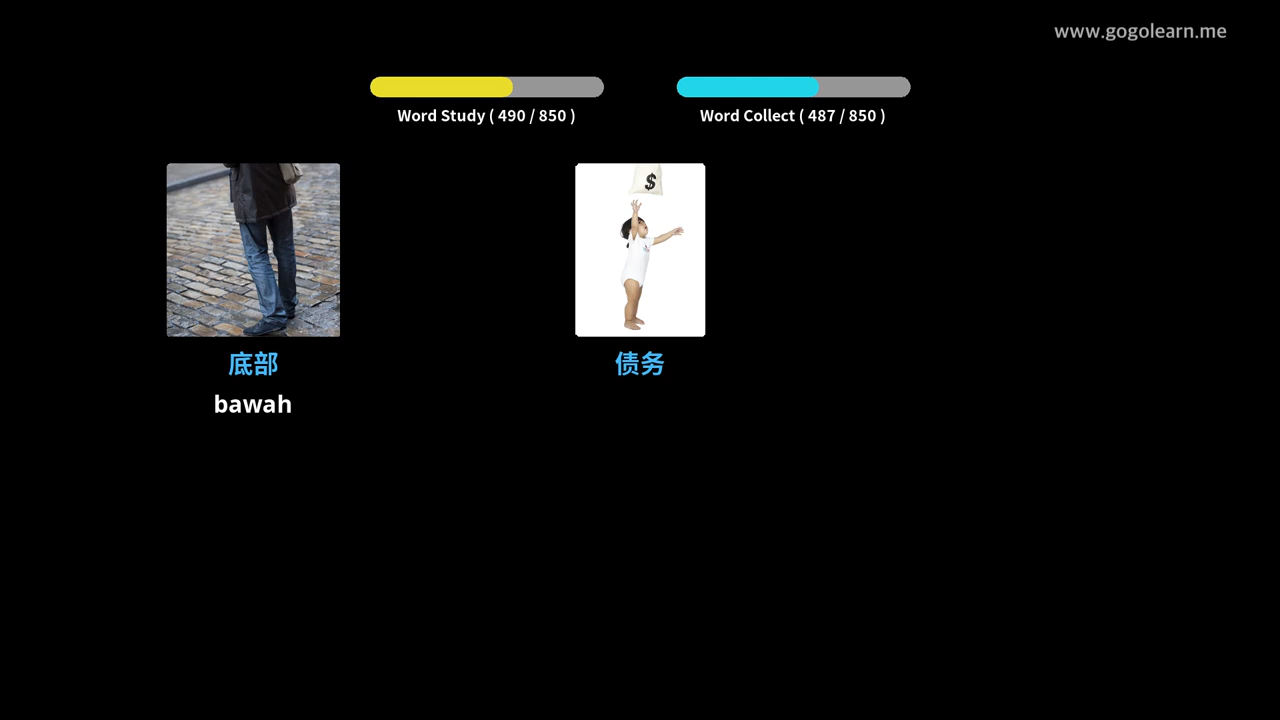 www.gogolearn.me
Word Study ( 490 / 850 )
Word Collect ( 487 / 850 )
$
底部
债务
bawah